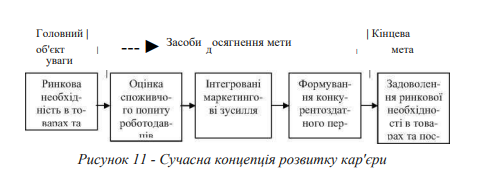 Головний
об'єкт
уваги
Засоби досягнення мети
Кінцева
мета
Ринкова
необхід-
ність в то-
варах та
Оцінка
споживчо-
го попиту
роботодав-
ців
Інтегровані
маркетинго-
ві зусилля
Формуван-
ня конку-
рентоздат-
ного пер-
Задоволен-
ня ринкової
необхіднос-
ті в това-
рах та пос-
Рисунок 11 - Сучасна концепція розвитку кар'єри